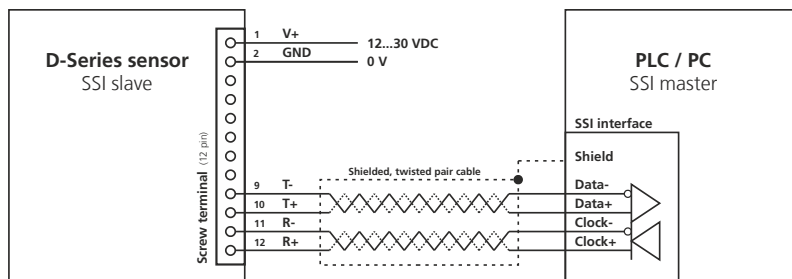 D-Series sensor
SSI slave
Screw terminal (12 pin)
1 V+ 12...30 VDC
2 GND 0 V
9 T-
10 T+
11 R-
12 R+
Shielded, twisted pair cable
PLC / PC
SSI master
SSI interface
Shield
Data-
Data+
Clock-
Clock+